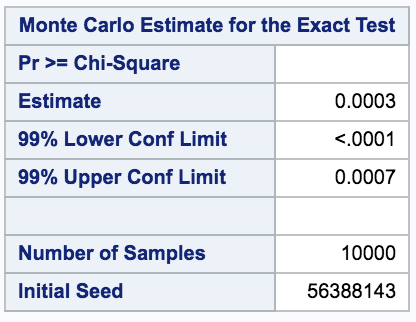 Monte Carlo Estimate for the Exact Test
Pr >= Chi-Square
Estimate 0.0003
99% Lower Conf Limit <.0001
99% Upper Conf Limit 0.0007
Number of Samples 10000
Initial Seed 56388143